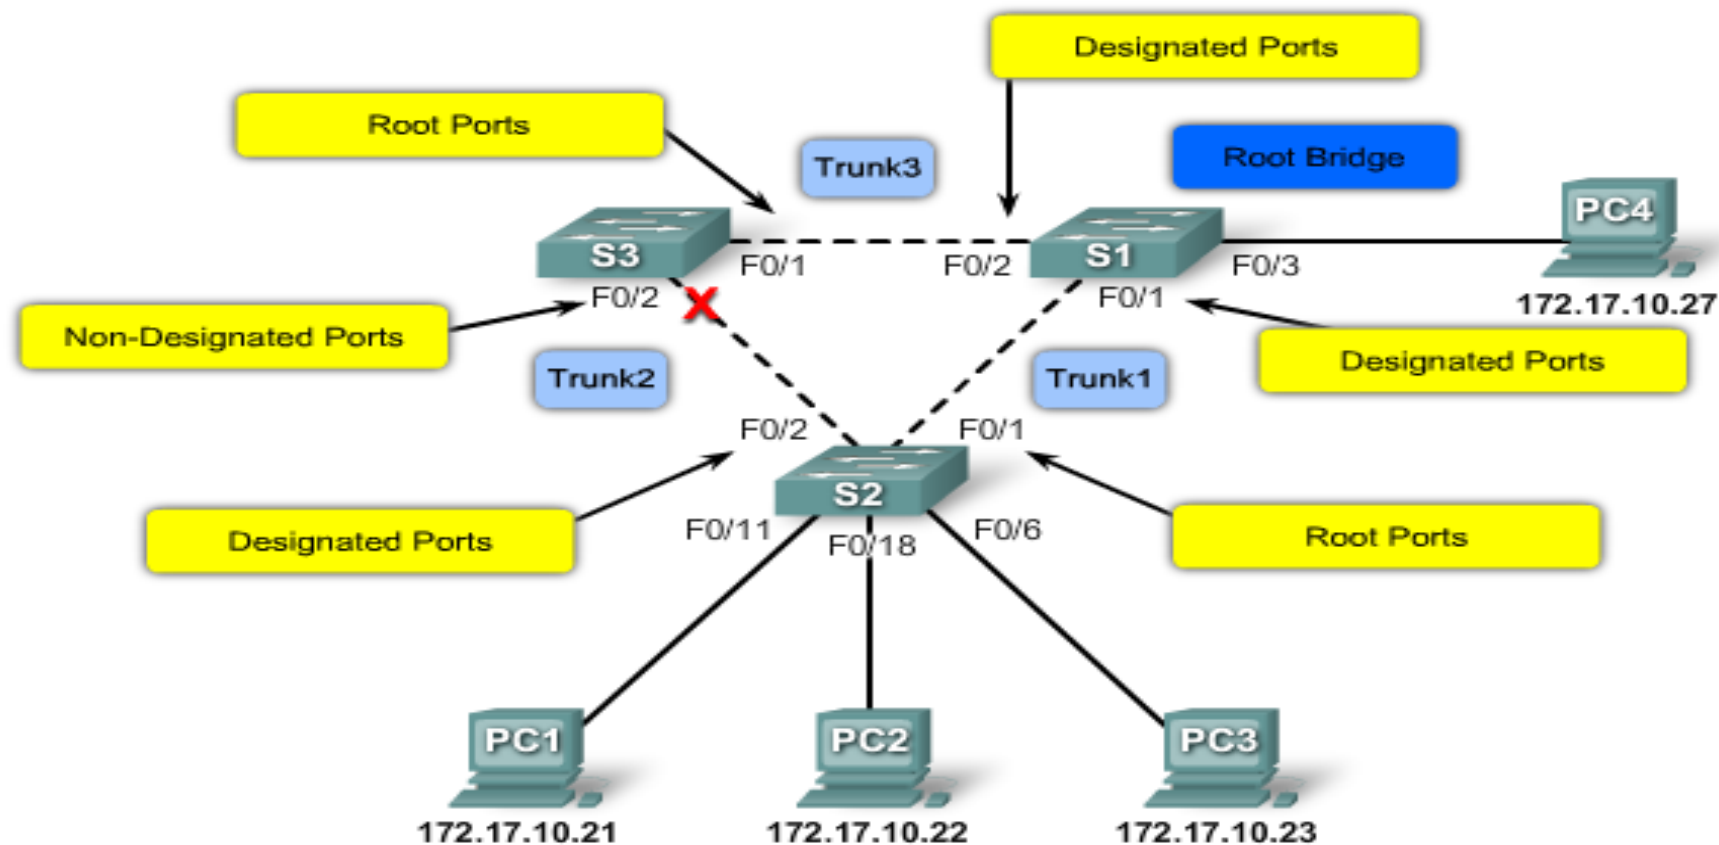 Designated Ports
Root Ports
Trunk3
Root Bridge
PC4
S3
F0/1
F0/2
S1
F0/3
F0/2
F0/1
172.17.10.27
Non-Designated Ports
Trunk2
Trunk1
Designated Ports
F0/2
F0/1
S2
Designated Ports
F0/11
F0/18
F0/6
Root Ports
PC1
PC2
PC3
172.17.10.21
172.17.10.22
172.17.10.23